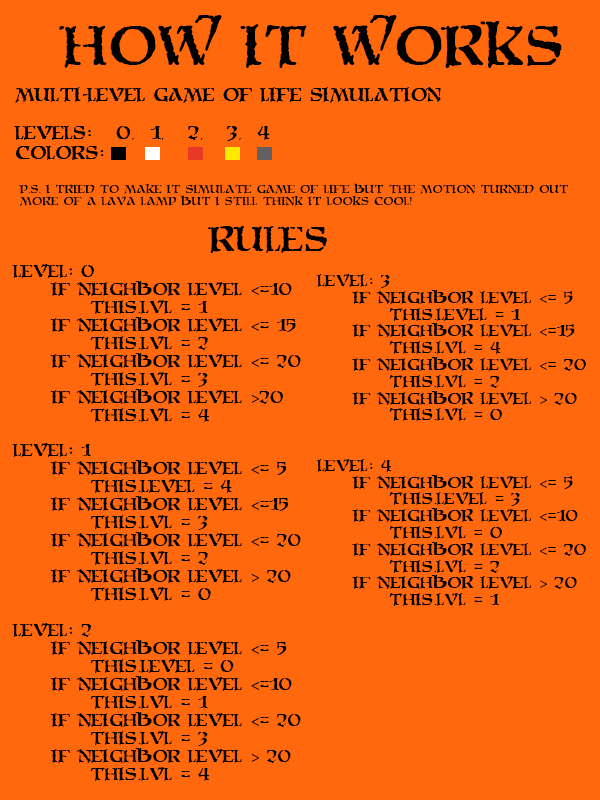 HOW IT WORKS
MULTI-LEVEL GAME OF LIFE SIMULATION
LEVELS: 0. 1. 2. 3. 4
COLORS:
P.S. I TRIED TO MAKE IT SIMULATE GAME OF LIFE BUT THE MOTION TURNED OUT
MORE OF A LAVA LAMP BUT I STILL THINK IT LOOKS COOL!
RULES
LEVEL: 0
IF NEIGHBOR LEVEL <=10
THIS.LVL = 1
IF NEIGHBOR LEVEL <= 15
THIS.LVL = 2
IF NEIGHBOR LEVEL <= 20
THIS.LVL = 3
IF NEIGHBOR LEVEL >20
THIS.LVL = 4
LEVEL: 1
IF NEIGHBOR LEVEL <= 5
THIS.LEVEL = 4
IF NEIGHBOR LEVEL <=15
THIS.LVL = 3
IF NEIGHBOR LEVEL <= 20
THIS.LVL = 2
IF NEIGHBOR LEVEL > 20
THIS.LVL = 0
LEVEL: 2
IF NEIGHBOR LEVEL <= 5
THIS.LEVEL = 0
IF NEIGHBOR LEVEL <=10
THIS.LVL = 1
IF NEIGHBOR LEVEL <= 20
THIS.LVL = 3
IF NEIGHBOR LEVEL > 20
THIS.LVL = 4
LEVEL: 3
IF NEIGHBOR LEVEL <= 5
THIS.LEVEL = 1
IF NEIGHBOR LEVEL <=15
THIS.LVL = 4
IF NEIGHBOR LEVEL <= 20
THIS.LVL = 2
IF NEIGHBOR LEVEL > 20
THIS.LVL = 0
LEVEL: 4
IF NEIGHBOR LEVEL <= 5
THIS.LEVEL = 3
IF NEIGHBOR LEVEL <=10
THIS.LVL = 0
IF NEIGHBOR LEVEL <= 20
THIS.LVL = 2
IF NEIGHBOR LEVEL > 20
THIS.LVL = 1